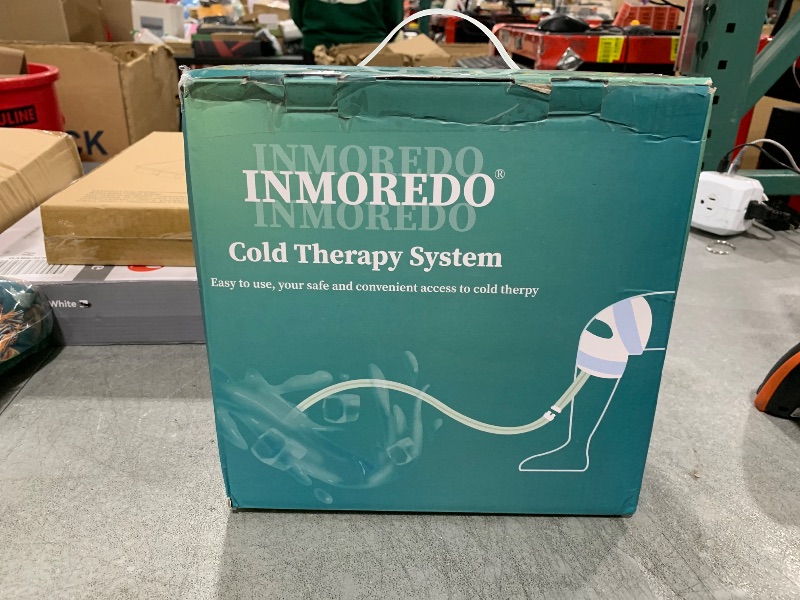 INMOREDO
INMOREDO®
INMOREDO
Cold Therapy System
Easy to use, your safe and convenient access to cold therpy
ULINE
CK
White